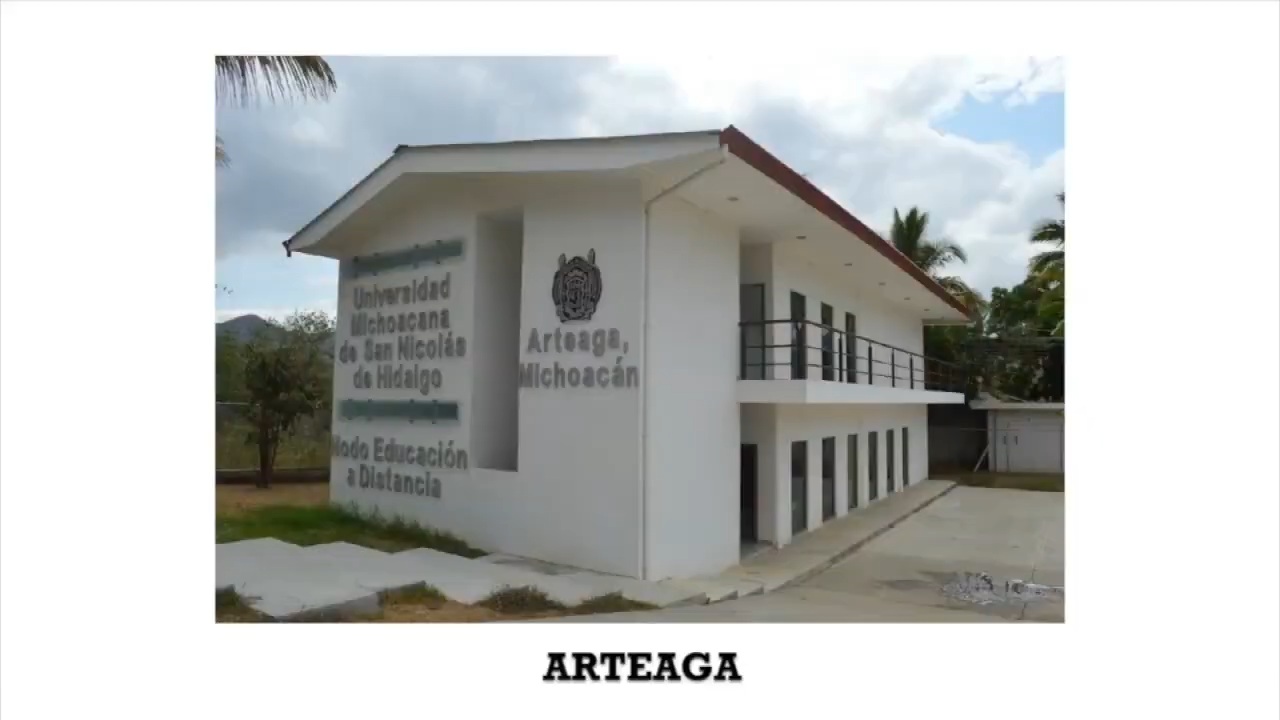 Universidad
Michoacana
de San Nicolás
de Hidalgo
Modo Educación
a Distancia
Arteaga,
Michoacán
ARTEAGA